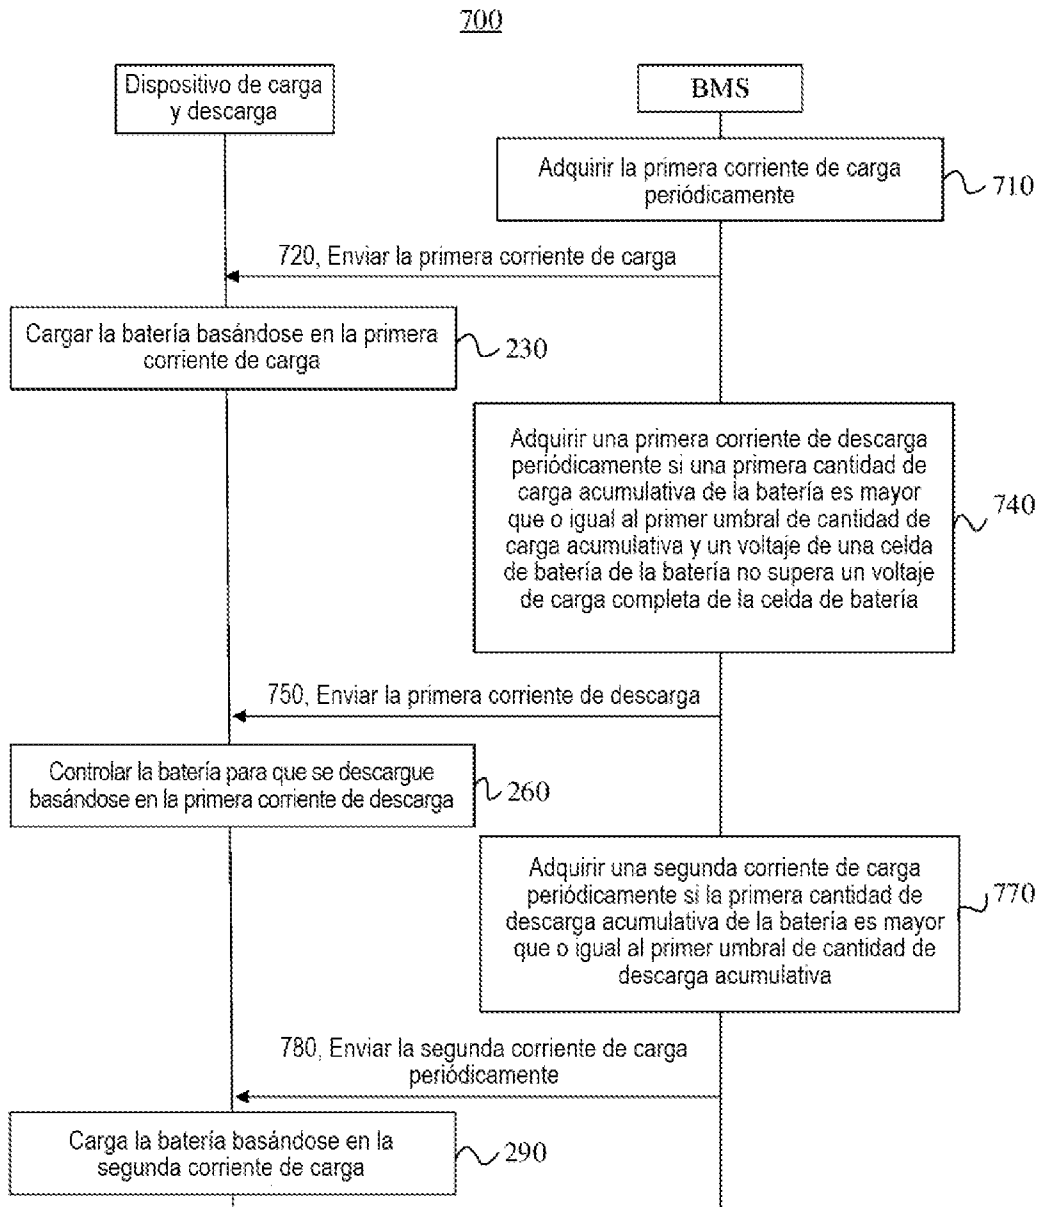 700
Dispositivo de carga
y descarga
BMS
Adquirir la primera corriente de carga
periódicamente
710
720, Enviar la primera corriente de carga
Cargar la batería basándose en la primera
corriente de carga
230
Adquirir una primera corriente de descarga
periódicamente si una primera cantidad de
carga acumulativa de la batería es mayor
que o igual al primer umbral de cantidad de
carga acumulativa y un voltaje de una celda
de batería de la batería no supera un voltaje
de carga completa de la celda de batería
740
750, Enviar la primera corriente de descarga
Controlar la batería para que se descargue
basándose en la primera corriente de descarga
260
Adquirir una segunda corriente de carga
periódicamente si la primera cantidad de
descarga acumulativa de la batería es mayor
que o igual al primer umbral de cantidad de
descarga acumulativa
770
780, Enviar la segunda corriente de carga
periódicamente
Carga la batería basándose en la
segunda corriente de carga
290